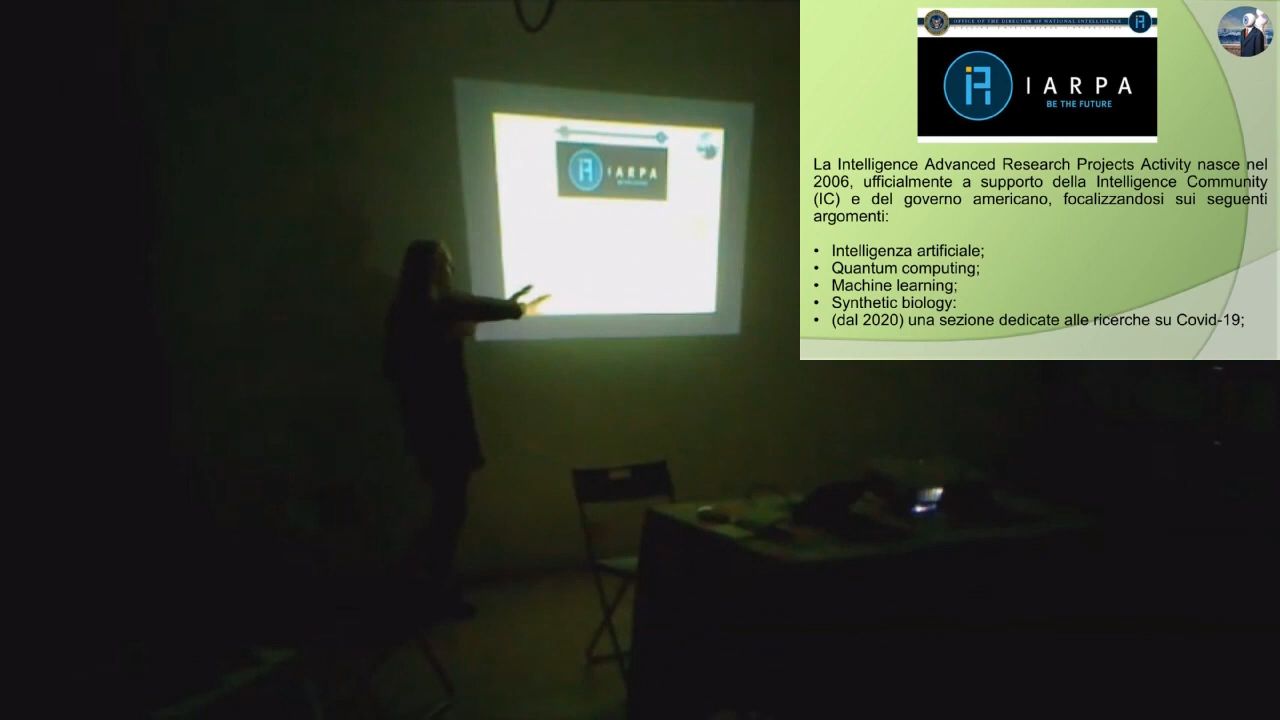 OFFICE OF THE DIRECTOR OF NATIONAL INTELLIGENCE
IARPA
BE THE FUTURE
La Intelligence Advanced Research Projects Activity nasce nel
2006, ufficialmente a supporto della Intelligence Community
(IC) e del governo americano, focalizzandosi sui seguenti
argomenti:
• Intelligenza artificiale;
• Quantum computing;
• Machine learning;
• Synthetic biology:
• (dal 2020) una sezione dedicate alle ricerche su Covid-19;
IARPA